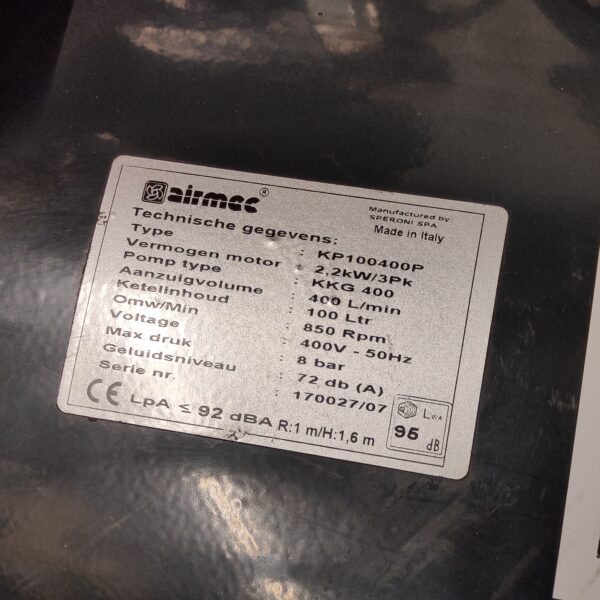 airmec ®
Manufactured by:
SPERONI SPA
Made in Italy
Technische gegevens:
Type : KP100400P
Vermogen motor : 2,2kW/3Pk
Pomp type : KKG 400
Aanzuigvolume : 400 L/min
Ketelinhoud : 100 Ltr
Omw/Min : 850 Rpm
Voltage : 400V - 50Hz
Max druk : 8 bar
Geluidsniveau : 72 db (A)
Serie nr. : 170027/07
CE LpA ≤ 92 dBA R:1 m/H:1,6 m
LWA
95 dB